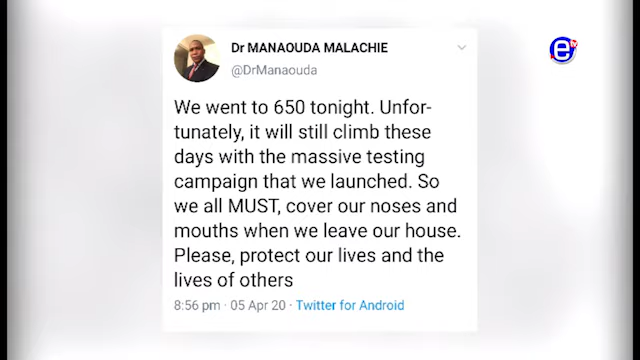 Dr MANAOUDA MALACHIE
@DrManaouda
We went to 650 tonight. Unfor-
tunately, it will still climb these
days with the massive testing
campaign that we launched. So
we all MUST, cover our noses and
mouths when we leave our house.
Please, protect our lives and the
lives of others
8:56 pm · 05 Apr 20 · Twitter for Android